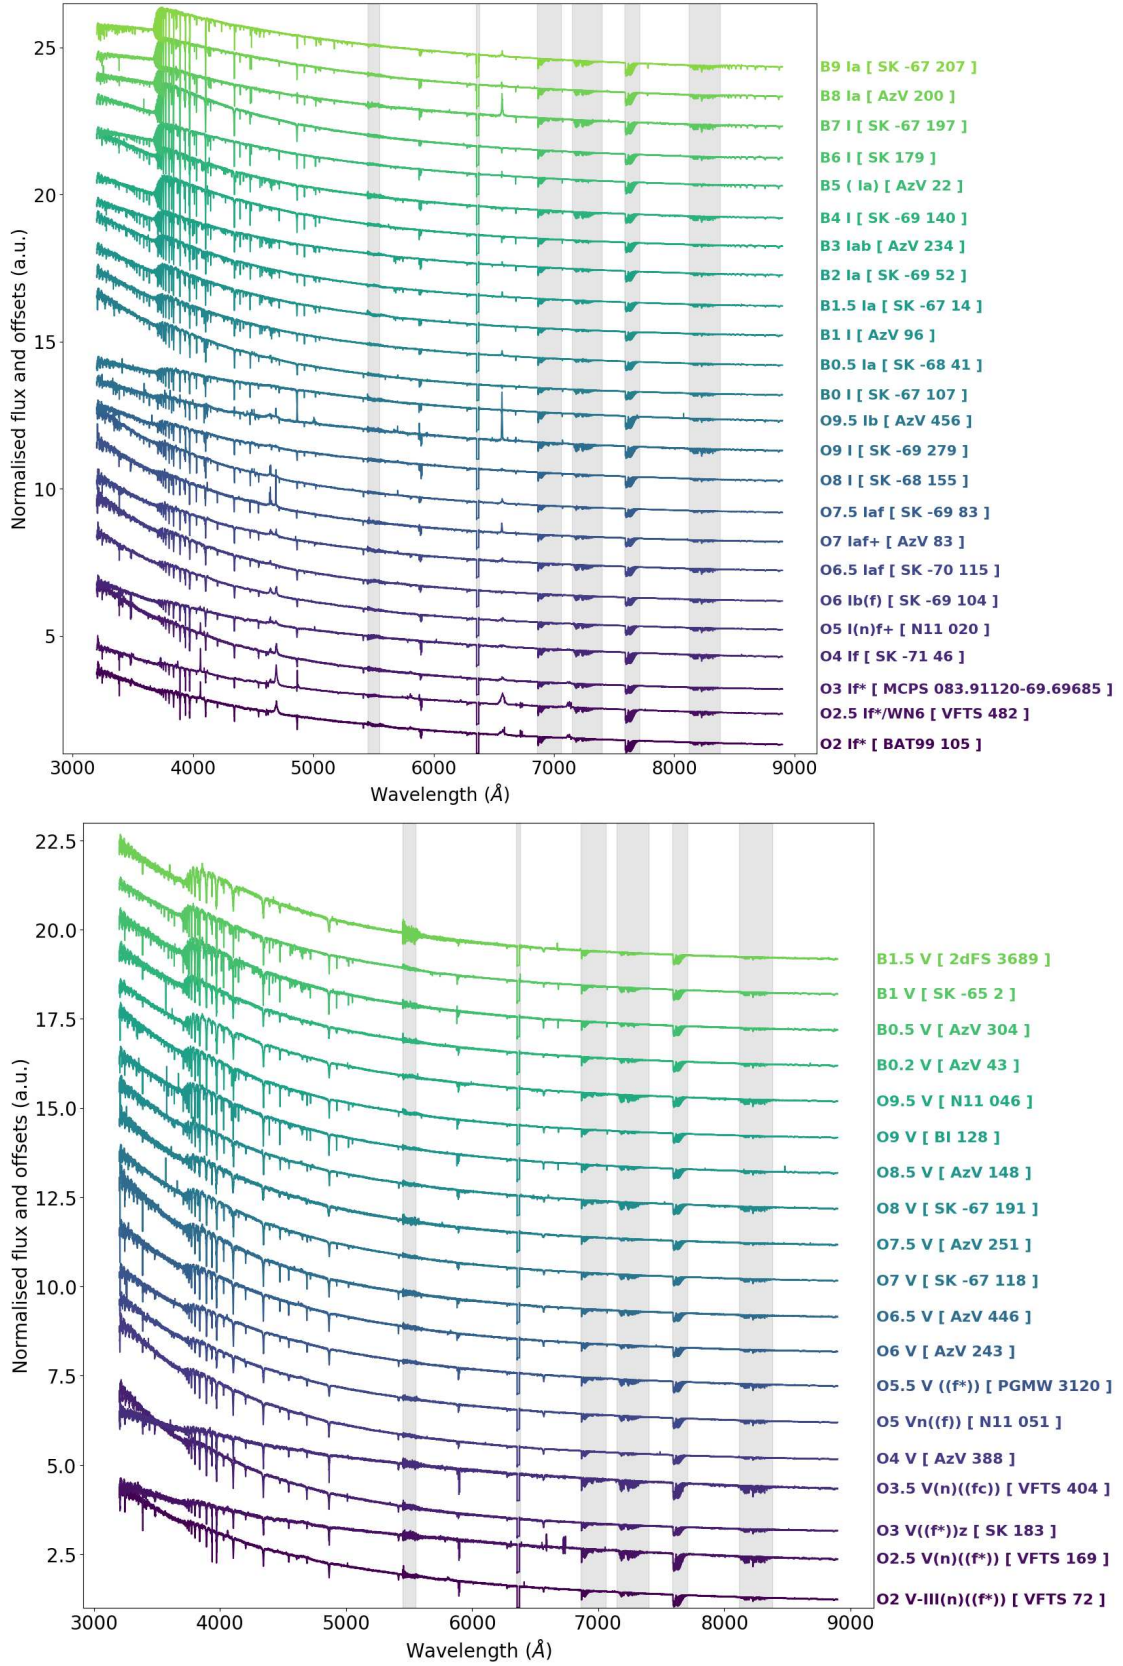 25
20
15
10
5
Normalised flux and offsets (a.u.)
3000 4000 5000 6000 7000 8000 9000
Wavelength (Å)
B9 Ia [ SK -67 207 ]
B8 Ia [ AzV 200 ]
B7 I [ SK -67 197 ]
B6 I [ SK 179 ]
B5 ( Ia) [ AzV 22 ]
B4 I [ SK -69 140 ]
B3 Iab [ AzV 234 ]
B2 Ia [ SK -69 52 ]
B1.5 Ia [ SK -67 14 ]
B1 I [ AzV 96 ]
B0.5 Ia [ SK -68 41 ]
B0 I [ SK -67 107 ]
O9.5 Ib [ AzV 456 ]
O9 I [ SK -69 279 ]
O8 I [ SK -68 155 ]
O7.5 Iaf [ SK -69 83 ]
O7 Iaf+ [ AzV 83 ]
O6.5 Iaf [ SK -70 115 ]
O6 Ib(f) [ SK -69 104 ]
O5 I(n)f+ [ N11 020 ]
O4 If [ SK -71 46 ]
O3 If* [ MCPS 083.91120-69.69685 ]
O2.5 If*/WN6 [ VFTS 482 ]
O2 If* [ BAT99 105 ]
22.5
20.0
17.5
15.0
12.5
10.0
7.5
5.0
2.5
Normalised flux and offsets (a.u.)
3000 4000 5000 6000 7000 8000 9000
Wavelength (Å)
B1.5 V [ 2dFS 3689 ]
B1 V [ SK -65 2 ]
B0.5 V [ AzV 304 ]
B0.2 V [ AzV 43 ]
O9.5 V [ N11 046 ]
O9 V [ BI 128 ]
O8.5 V [ AzV 148 ]
O8 V [ SK -67 191 ]
O7.5 V [ AzV 251 ]
O7 V [ SK -67 118 ]
O6.5 V [ AzV 446 ]
O6 V [ AzV 243 ]
O5.5 V ((f*)) [ PGMW 3120 ]
O5 Vn((f)) [ N11 051 ]
O4 V [ AzV 388 ]
O3.5 V(n)((fc)) [ VFTS 404 ]
O3 V((f*))z [ SK 183 ]
O2.5 V(n)((f*)) [ VFTS 169 ]
O2 V-III(n)((f*)) [ VFTS 72 ]